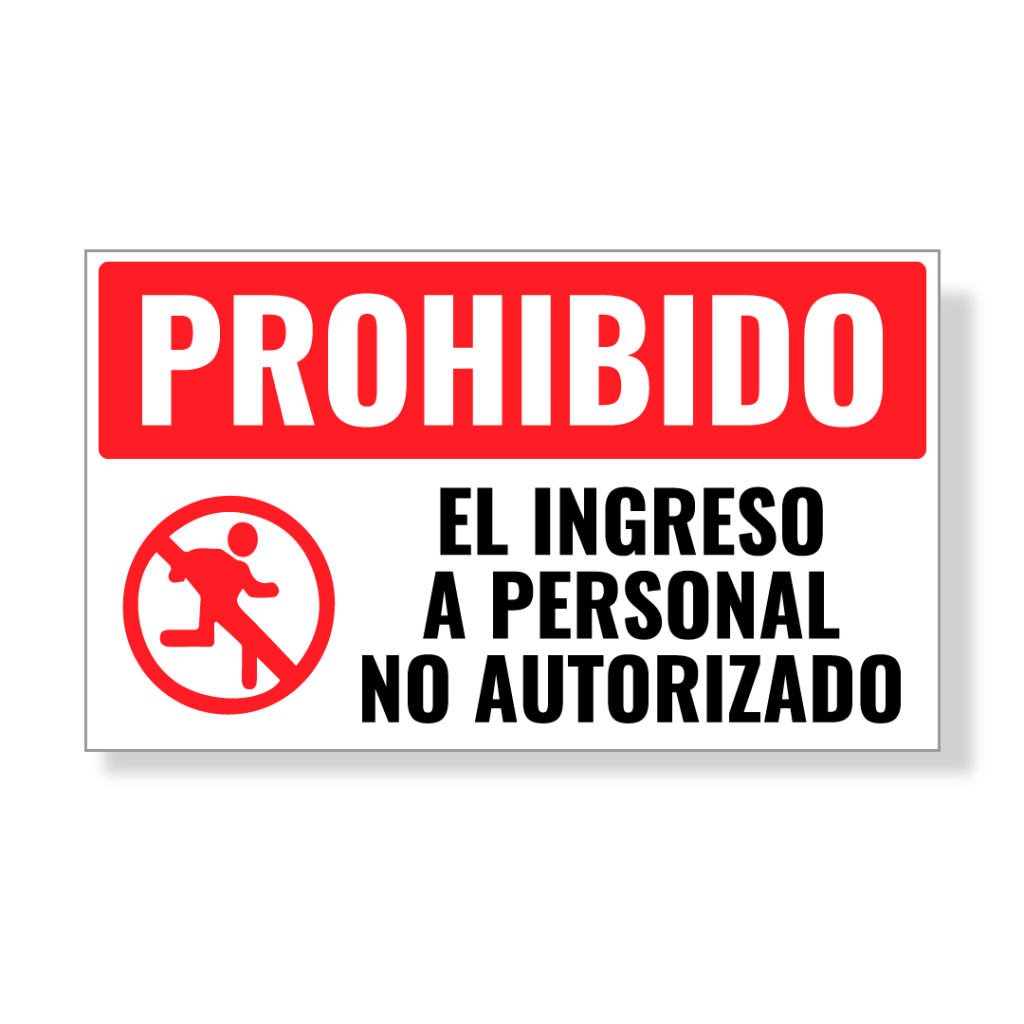 PROHIBIDO
EL INGRESO
A PERSONAL
NO AUTORIZADO